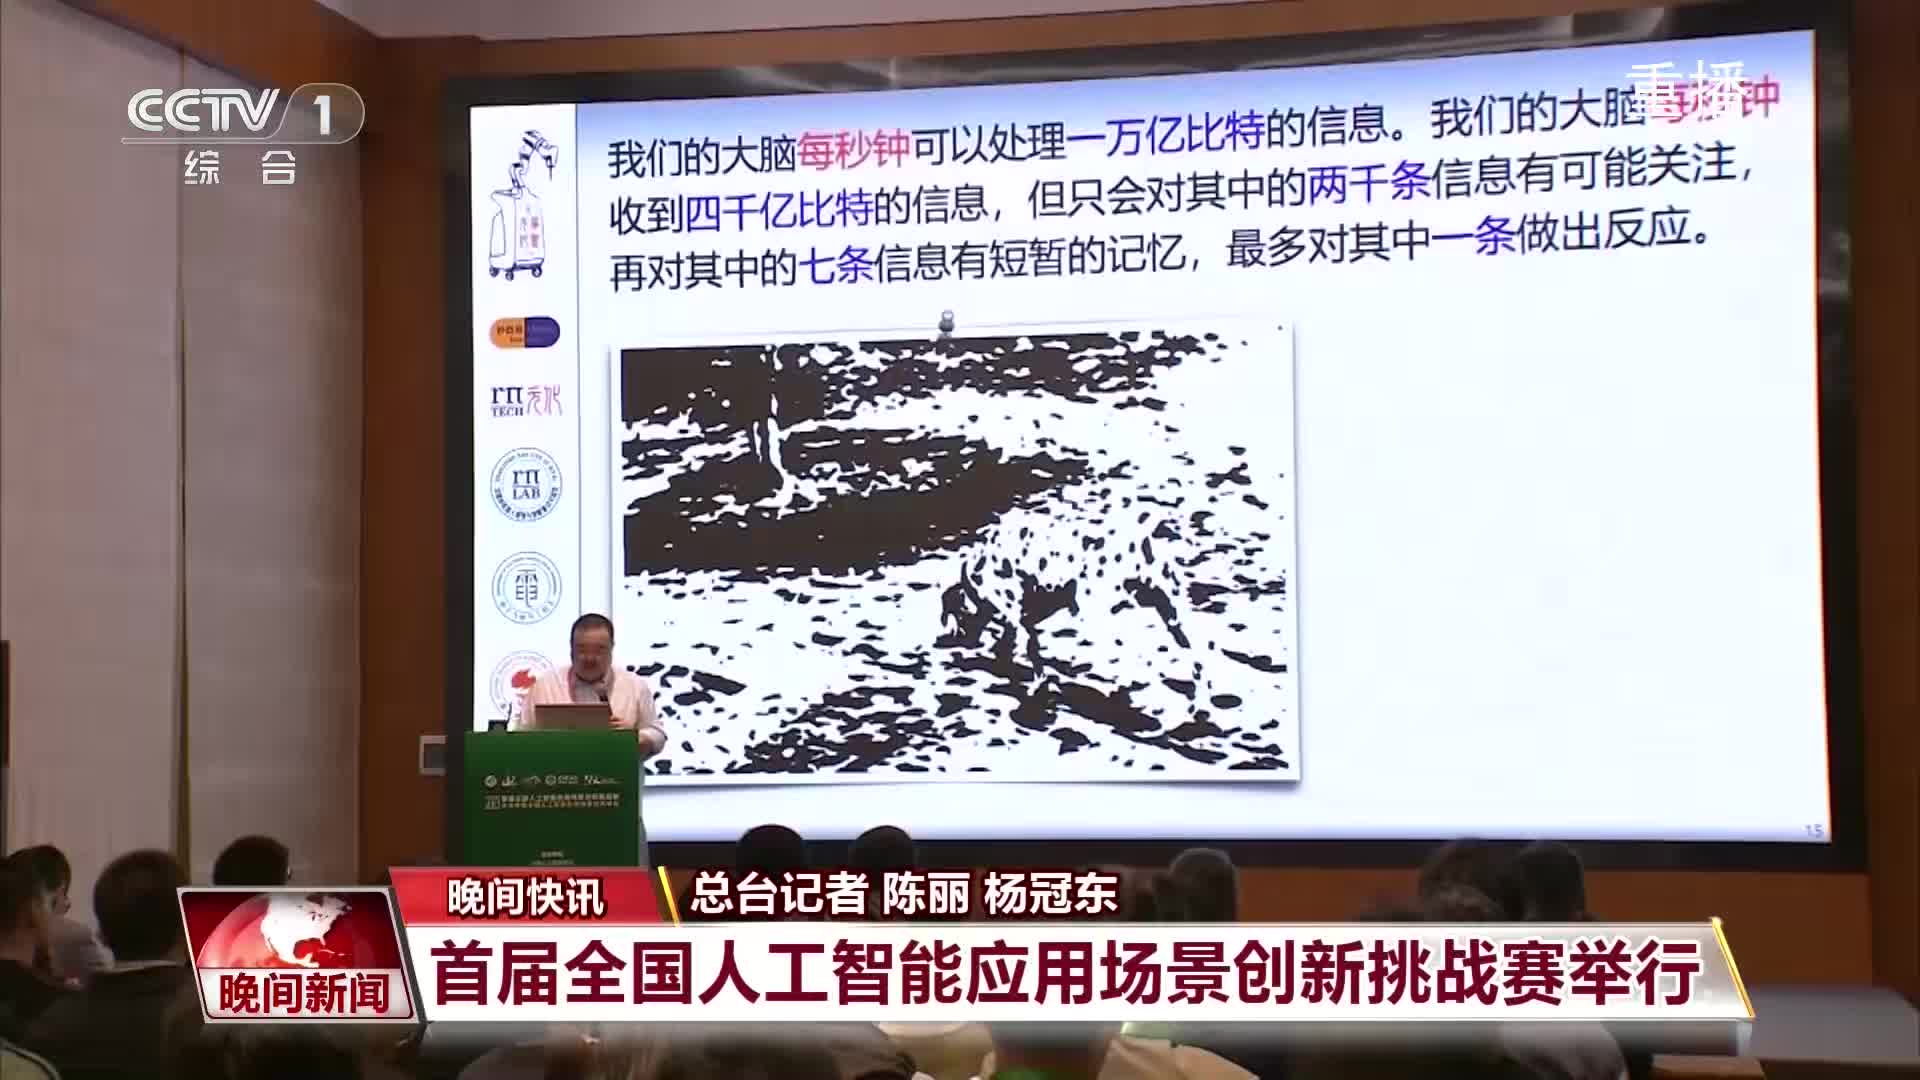 CCTV 1
综 合
重播
我们的大脑每秒钟可以处理一万亿比特的信息。我们的大脑每秒钟
收到四千亿比特的信息，但只会对其中的两千条信息有可能关注，
再对其中的七条信息有短暂的记忆，最多对其中一条做出反应。
rπ
TECH 元化
rπ
LAB
15
晚间快讯
总台记者 陈丽 杨冠东
首届全国人工智能应用场景创新挑战赛举行
晚间新闻